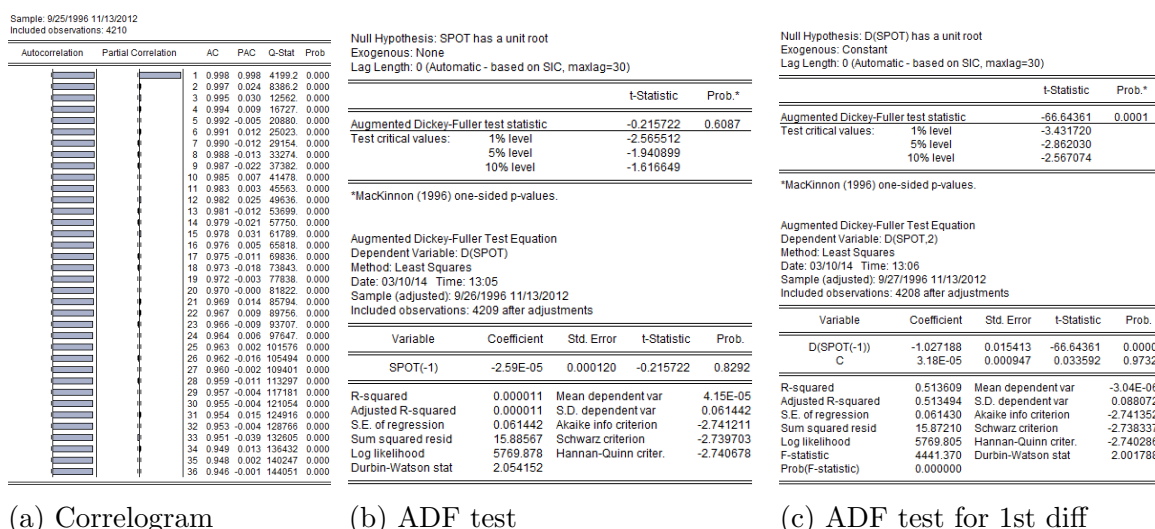 Sample: 9/25/1996 11/13/2012
Included observations: 4210
Autocorrelation Partial Correlation AC PAC Q-Stat Prob
1 0.998 0.998 4199.2 0.000
2 0.997 0.024 8386.2 0.000
3 0.995 0.030 12562. 0.000
4 0.994 0.009 16727. 0.000
5 0.992 -0.005 20880. 0.000
6 0.991 0.012 25023. 0.000
7 0.990 -0.012 29154. 0.000
8 0.988 -0.013 33274. 0.000
9 0.987 -0.022 37382. 0.000
10 0.985 0.007 41478. 0.000
11 0.983 0.003 45563. 0.000
12 0.982 0.025 49636. 0.000
13 0.981 -0.012 53699. 0.000
14 0.979 -0.021 57750. 0.000
15 0.978 0.031 61789. 0.000
16 0.976 0.005 65818. 0.000
17 0.975 -0.011 69836. 0.000
18 0.973 -0.018 73843. 0.000
19 0.972 -0.003 77838. 0.000
20 0.970 -0.000 81822. 0.000
21 0.969 0.014 85794. 0.000
22 0.967 0.009 89756. 0.000
23 0.966 -0.009 93707. 0.000
24 0.964 0.006 97647. 0.000
25 0.963 0.002 101576 0.000
26 0.962 -0.016 105494 0.000
27 0.960 -0.002 109401 0.000
28 0.959 -0.011 113297 0.000
29 0.957 -0.004 117181 0.000
30 0.955 -0.004 121054 0.000
31 0.954 0.015 124916 0.000
32 0.953 -0.004 128766 0.000
33 0.951 -0.039 132605 0.000
34 0.949 0.013 136432 0.000
35 0.948 0.002 140247 0.000
36 0.946 -0.001 144051 0.000
(a) Correlogram
Null Hypothesis: SPOT has a unit root
Exogenous: None
Lag Length: 0 (Automatic - based on SIC, maxlag=30)
t-Statistic Prob.*
Augmented Dickey-Fuller test statistic -0.215722 0.6087
Test critical values: 1% level -2.565512
5% level -1.940899
10% level -1.616649
*MacKinnon (1996) one-sided p-values.
Augmented Dickey-Fuller Test Equation
Dependent Variable: D(SPOT)
Method: Least Squares
Date: 03/10/14 Time: 13:05
Sample (adjusted): 9/26/1996 11/13/2012
Included observations: 4209 after adjustments
Variable Coefficient Std. Error t-Statistic Prob.
SPOT(-1) -2.59E-05 0.000120 -0.215722 0.8292
R-squared 0.000011 Mean dependent var 4.15E-05
Adjusted R-squared 0.000011 S.D. dependent var 0.061442
S.E. of regression 0.061442 Akaike info criterion -2.741211
Sum squared resid 15.88567 Schwarz criterion -2.739703
Log likelihood 5769.878 Hannan-Quinn criter. -2.740678
Durbin-Watson stat 2.054152
(b) ADF test
Null Hypothesis: D(SPOT) has a unit root
Exogenous: Constant
Lag Length: 0 (Automatic - based on SIC, maxlag=30)
t-Statistic Prob.*
Augmented Dickey-Fuller test statistic -66.64361 0.0001
Test critical values: 1% level -3.431720
5% level -2.862030
10% level -2.567074
*MacKinnon (1996) one-sided p-values.
Augmented Dickey-Fuller Test Equation
Dependent Variable: D(SPOT,2)
Method: Least Squares
Date: 03/10/14 Time: 13:06
Sample (adjusted): 9/27/1996 11/13/2012
Included observations: 4208 after adjustments
Variable Coefficient Std. Error t-Statistic Prob.
D(SPOT(-1)) -1.027188 0.015413 -66.64361 0.0000
C 3.18E-05 0.000947 0.033592 0.9732
R-squared 0.513609 Mean dependent var -3.04E-06
Adjusted R-squared 0.513494 S.D. dependent var 0.088072
S.E. of regression 0.061430 Akaike info criterion -2.741352
Sum squared resid 15.87210 Schwarz criterion -2.738337
Log likelihood 5769.805 Hannan-Quinn criter. -2.740286
F-statistic 4441.370 Durbin-Watson stat 2.001788
Prob(F-statistic) 0.000000
(c) ADF test for 1st diff